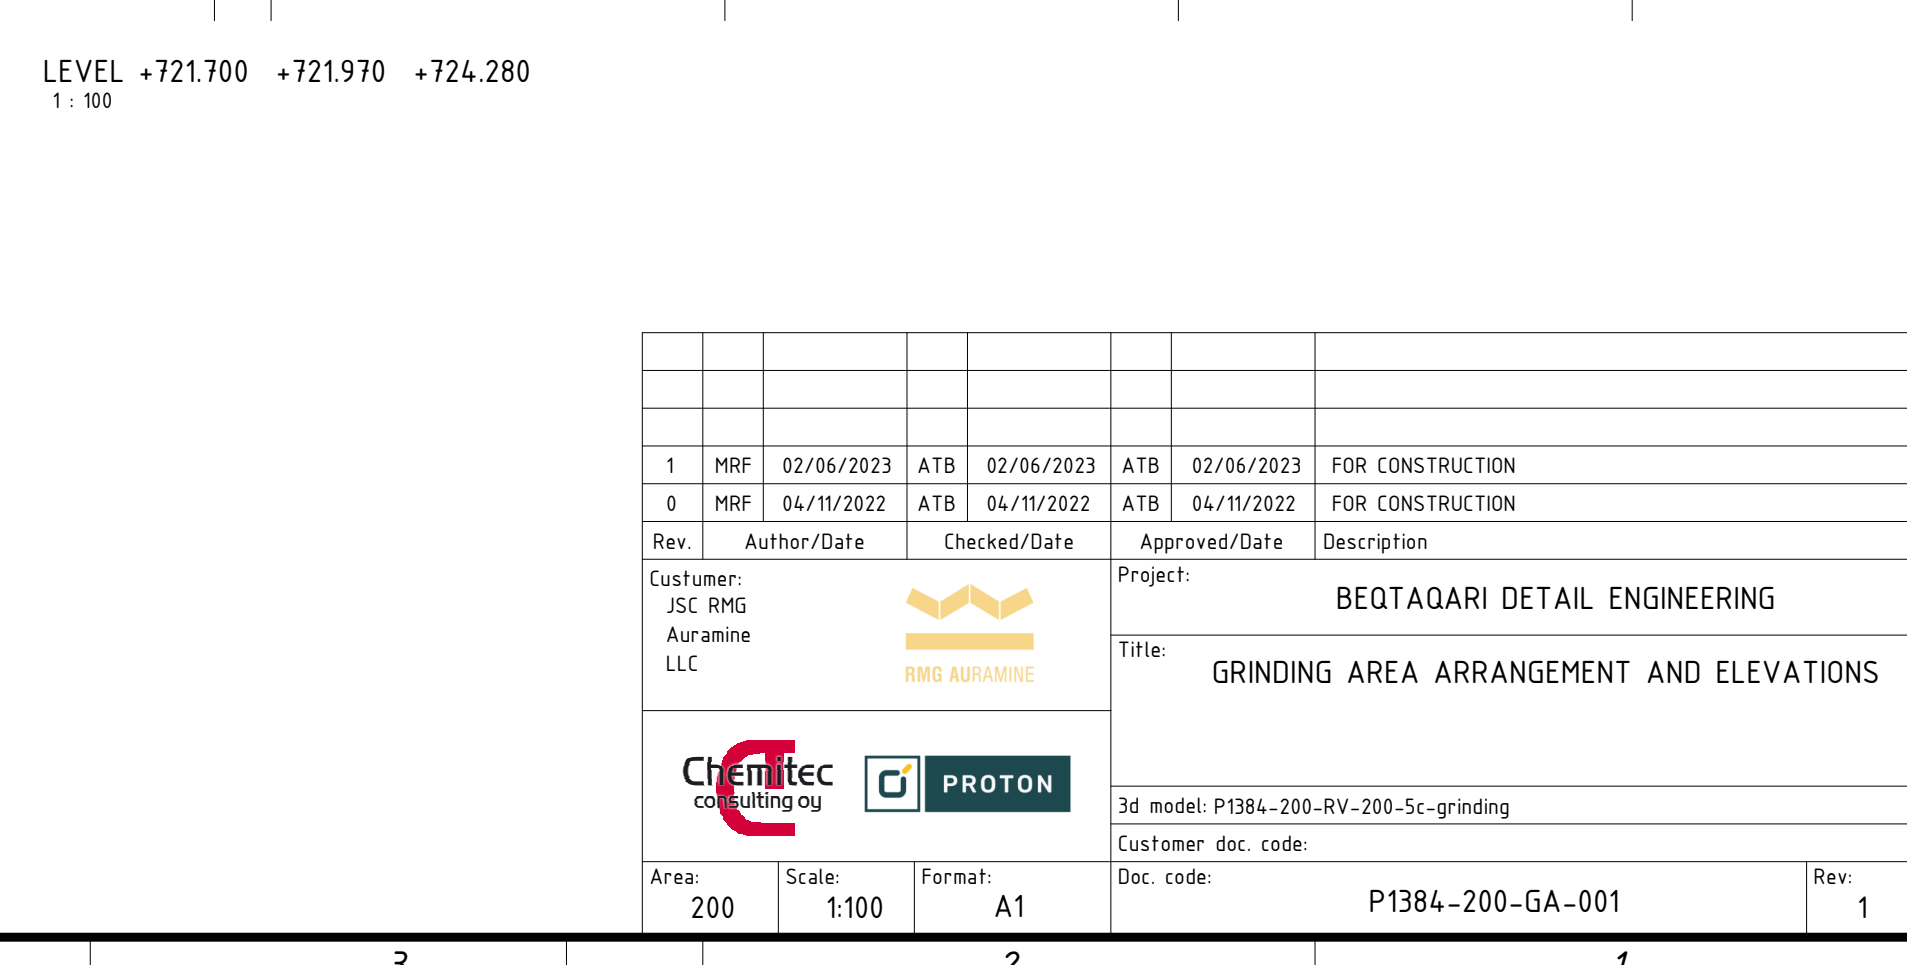 LEVEL +721.700 +721.970 +724.280
1 : 100
1 MRF 02/06/2023 ATB 02/06/2023 ATB 02/06/2023 FOR CONSTRUCTION
0 MRF 04/11/2022 ATB 04/11/2022 ATB 04/11/2022 FOR CONSTRUCTION
Rev. Author/Date Checked/Date Approved/Date Description
Custumer:
JSC RMG
Auramine
LLC
RMG AURAMINE
Project:
BEQTAQARI DETAIL ENGINEERING
Title:
GRINDING AREA ARRANGEMENT AND ELEVATIONS
Chemitec
consulting oy
PROTON
3d model: P1384-200-RV-200-5c-grinding
Customer doc. code:
Area: Scale: Format: Doc. code: Rev:
200 1:100 A1 P1384-200-GA-001 1
3 2 1